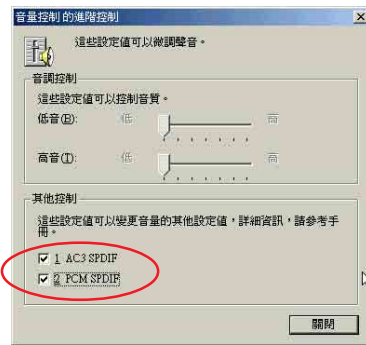 音量控制 的進階控制
這些設定值可以微調聲音。
音調控制
這些設定值可以控制音質。
低音(B):
低
高
高音(T):
低
高
其他控制
這些設定值可以變更音量的其他設定值，詳細資訊，請參考手
冊。
1 AC3 SPDIF
2 PCM SPDIF
關閉